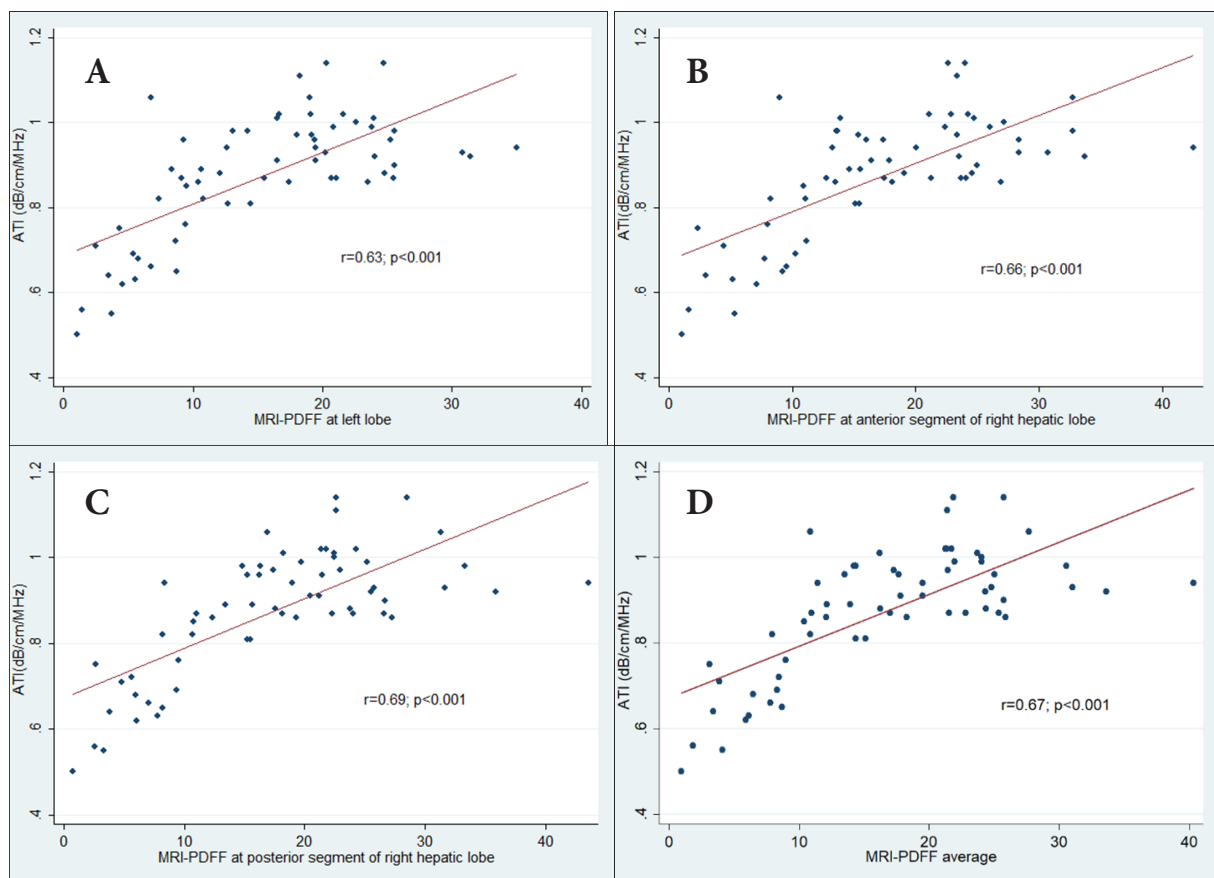 A
ATI (dB/cm/MHz)
1.2
1
.8
.6
.4
r=0.63; p<0.001
0 10 20 30 40
MRI-PDFF at left lobe
B
ATI(dB/cm/MHz)
1.2
1
.8
.6
.4
r=0.66; p<0.001
0 10 20 30 40
MRI-PDFF at anterior segment of right hepatic lobe
C
ATI(dB/cm/MHz)
1.2
1
.8
.6
.4
r=0.69; p<0.001
0 10 20 30 40
MRI-PDFF at posterior segment of right hepatic lobe
D
ATI (dB/cm/MHz)
1.2
1
.8
.6
.4
r=0.67; p<0.001
0 10 20 30 40
MRI-PDFF average